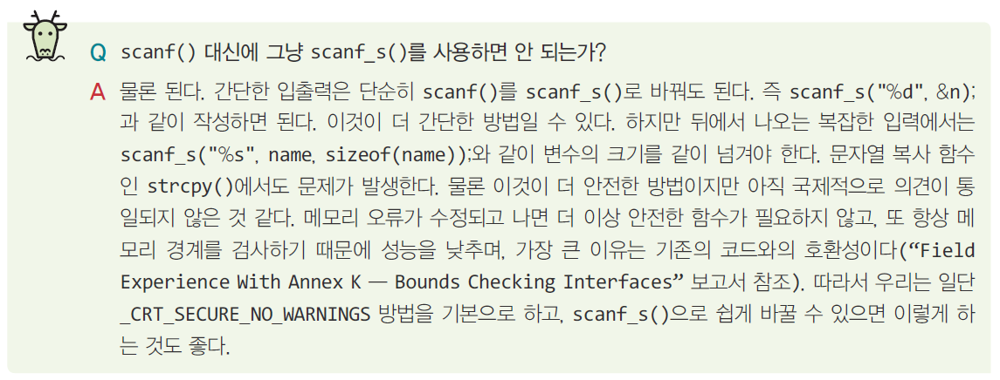 Q scanf() 대신에 그냥 scanf_s()를 사용하면 안 되는가?
A 물론 된다. 간단한 입출력은 단순히 scanf()를 scanf_s()로 바꿔도 된다. 즉 scanf_s("%d", &n);
과 같이 작성하면 된다. 이것이 더 간단한 방법일 수 있다. 하지만 뒤에서 나오는 복잡한 입력에서는
scanf_s("%s", name, sizeof(name));와 같이 변수의 크기를 같이 넘겨야 한다. 문자열 복사 함수
인 strcpy()에서도 문제가 발생한다. 물론 이것이 더 안전한 방법이지만 아직 국제적으로 의견이 통
일되지 않은 것 같다. 메모리 오류가 수정되고 나면 더 이상 안전한 함수가 필요하지 않고, 또 항상 메
모리 경계를 검사하기 때문에 성능을 낮추며, 가장 큰 이유는 기존의 코드와의 호환성이다(“Field
Experience With Annex K — Bounds Checking Interfaces” 보고서 참조). 따라서 우리는 일단
_CRT_SECURE_NO_WARNINGS 방법을 기본으로 하고, scanf_s()으로 쉽게 바꿀 수 있으면 이렇게 하
는 것도 좋다.